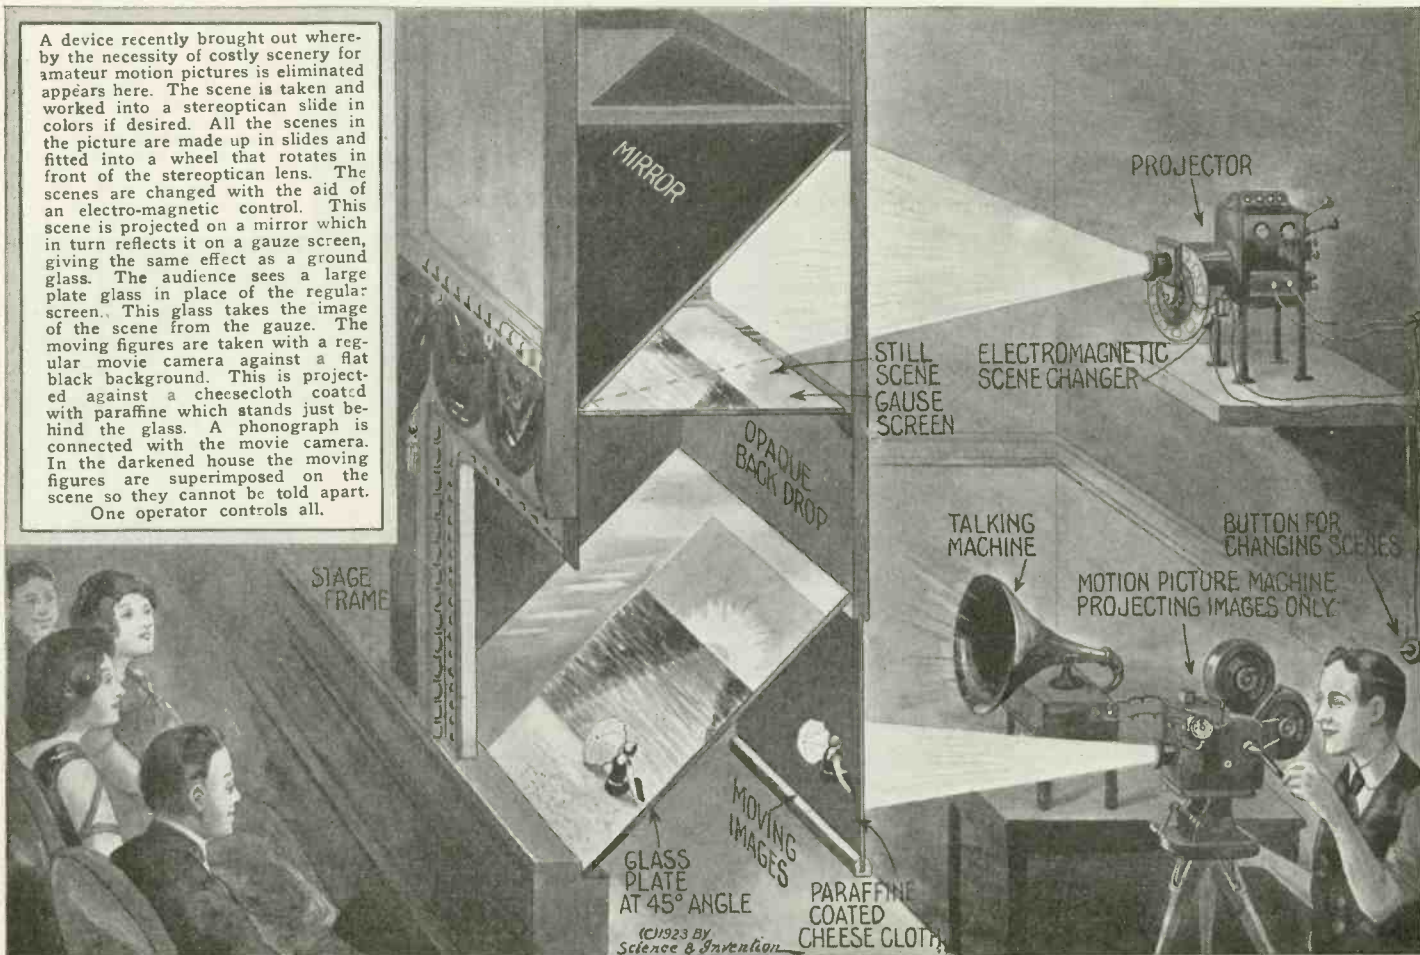 A device recently brought out where-
by the necessity of costly scenery for
amateur motion pictures is eliminated
appears here. The scene is taken and
worked into a stereoptican slide in
colors if desired. All the scenes in
the picture are made up in slides and
fitted into a wheel that rotates in
front of the stereoptican lens. The
scenes are changed with the aid of
an electro-magnetic control. This
scene is projected on a mirror which
in turn reflects it on a gauze screen,
giving the same effect as a ground
glass. The audience sees a large
plate glass in place of the regular
screen. This glass takes the image
of the scene from the gauze. The
moving figures are taken with a reg-
ular movie camera against a flat
black background. This is project-
ed against a cheesecloth coated
with paraffine which stands just be-
hind the glass. A phonograph is
connected with the movie camera.
In the darkened house the moving
figures are superimposed on the
scene so they cannot be told apart.
One operator controls all.
MIRROR
PROJECTOR
STILL
SCENE
GAUSE
SCREEN
ELECTROMAGNETIC
SCENE CHANGER
OPAQUE
BACK DROP
TALKING
MACHINE
BUTTON FOR
CHANGING SCENES
MOTION PICTURE MACHINE
PROJECTING IMAGES ONLY
STAGE
FRAME
MOVING
IMAGES
GLASS
PLATE
AT 45° ANGLE
PARAFFINE
COATED
CHEESE CLOTH
(C) 1923 BY
Science & Invention